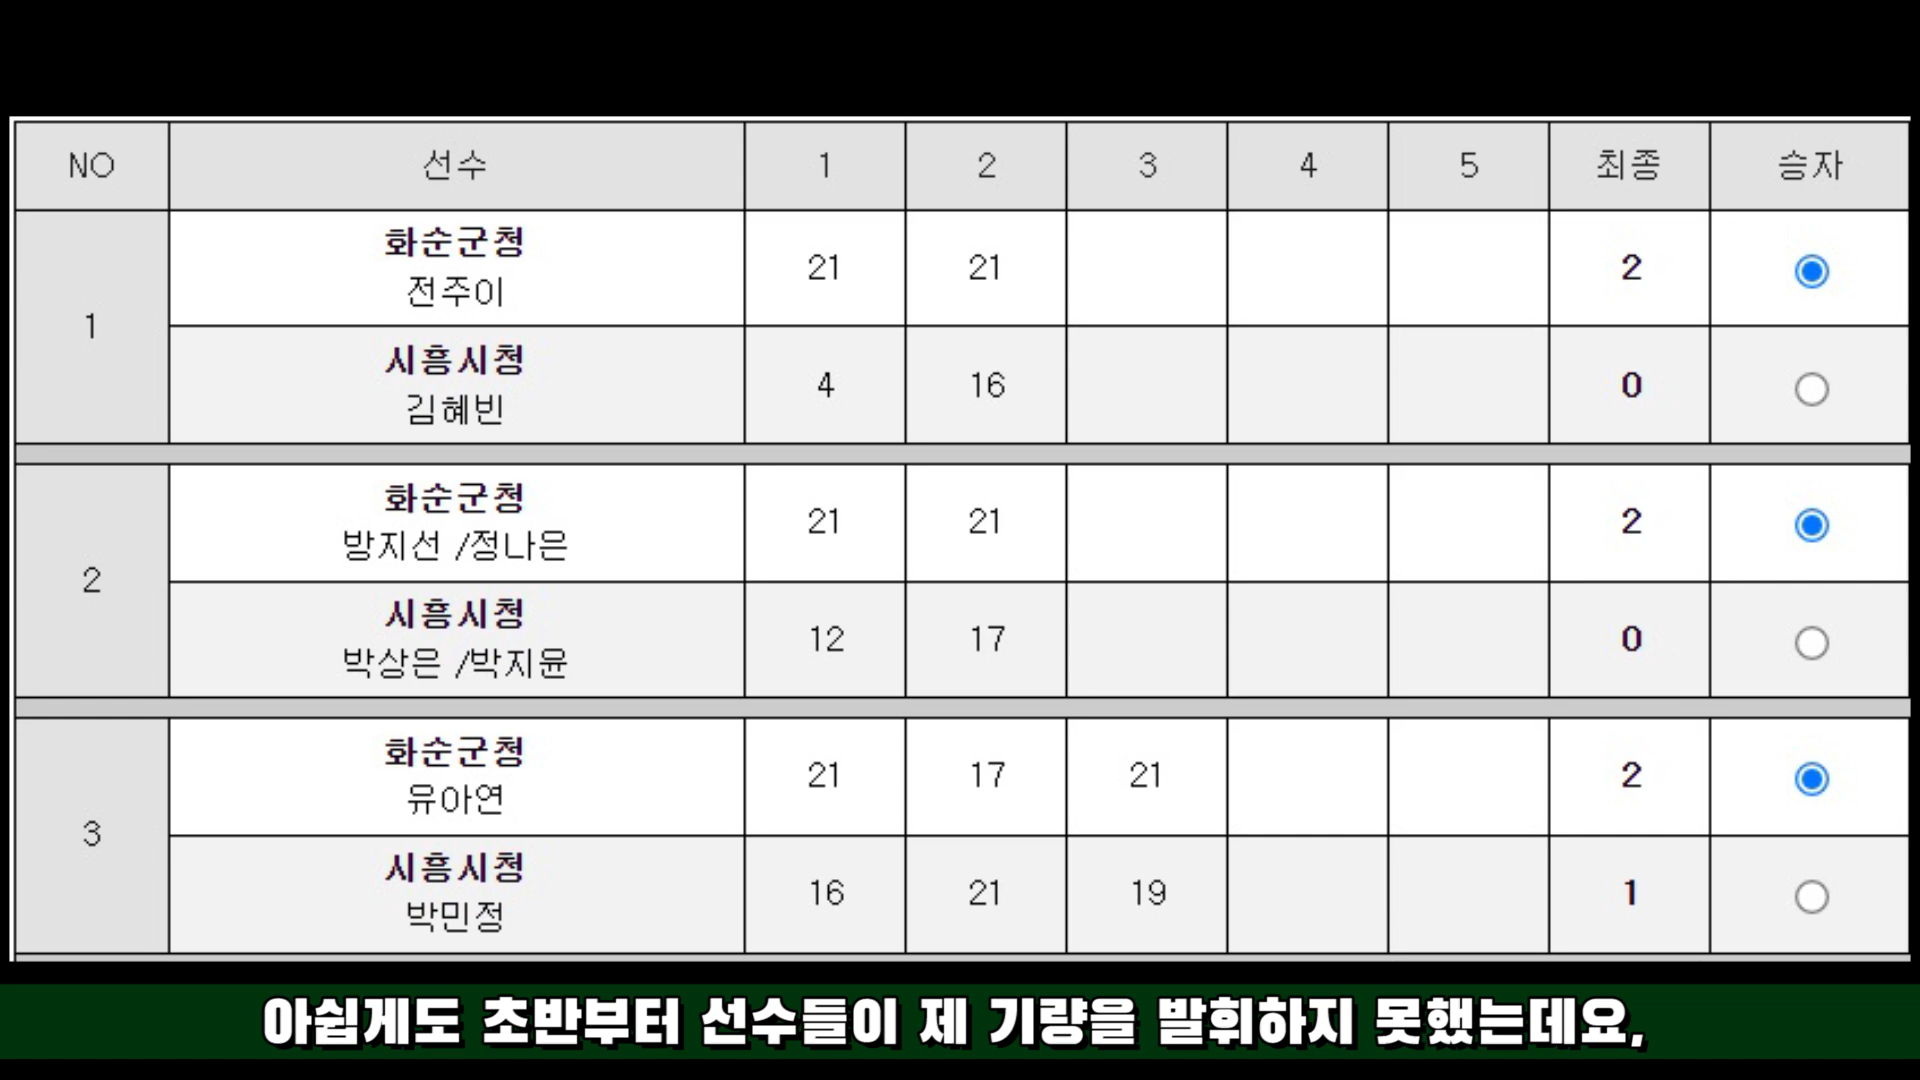 NO 선수 1 2 3 4 5 최종 승자
1
화순군청
전주이
21 21 2
시흥시청
김혜빈
4 16 0
2
화순군청
방지선 /정나은
21 21 2
시흥시청
박상은 /박지윤
12 17 0
3
화순군청
유아연
21 17 21 2
시흥시청
박민정
16 21 19 1
아쉽게도 초반부터 선수들이 제 기량을 발휘하지 못했는데요,